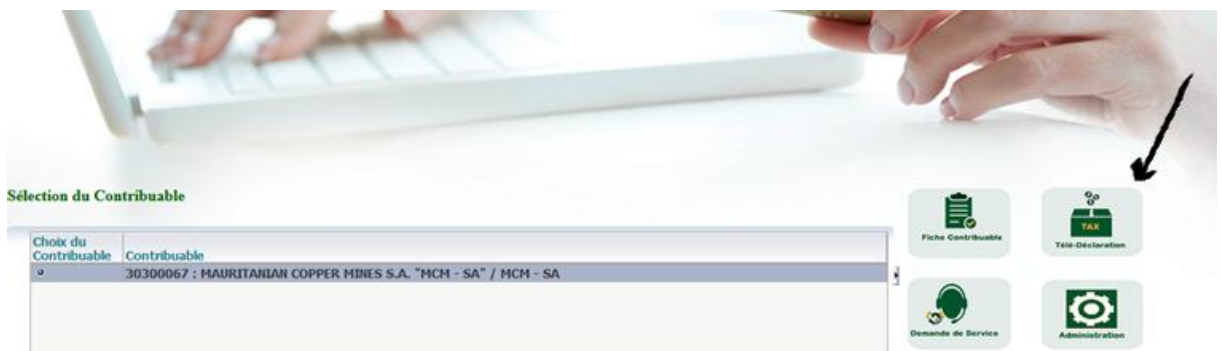 Sélection du Contribuable
Choix du
Contribuable
Contribuable
30300067 : MAURITANIAN COPPER MINES S.A. "MCM - SA" / MCM - SA
Fiche Contribuable
TAX
Télé-Déclaration
Demande de Service
Administration